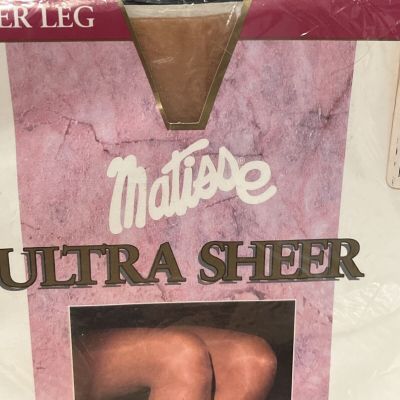 ER LEG
Matisse
ULTRA SHEER